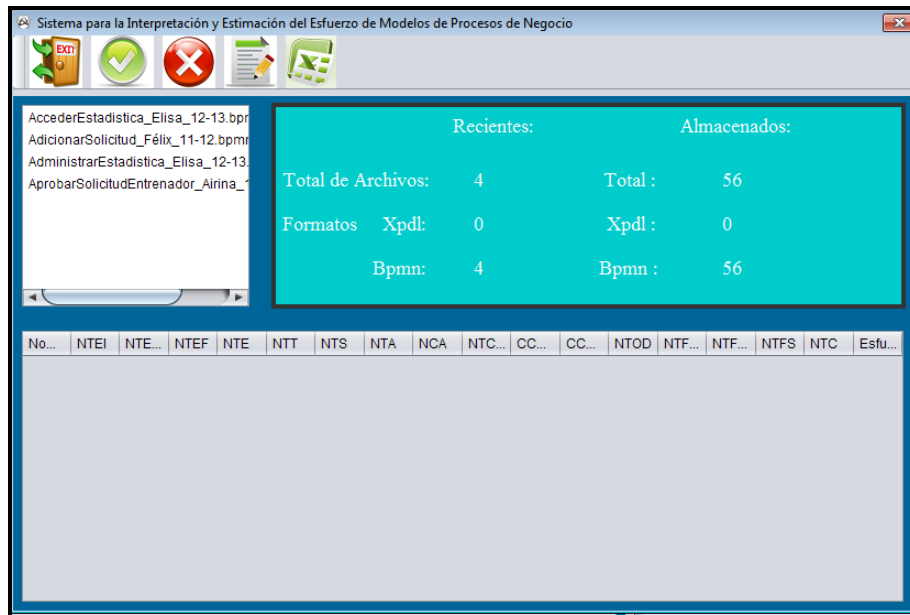 Sistema para la Interpretación y Estimación del Esfuerzo de Modelos de Procesos de Negocio
EXIT
AccederEstadistica_Elisa_12-13.bpr
AdicionarSolicitud_Félix_11-12.bpmr
AdministrarEstadistica_Elisa_12-13.
AprobarSolicitudEntrenador_Airina_1
Recientes: Almacenados:
Total de Archivos: 4 Total : 56
Formatos Xpdl: 0 Xpdl : 0
Bpmn: 4 Bpmn : 56
No... NTEI NTE... NTEF NTE NTT NTS NTA NCA NTC... CC... CC... NTOD NTF... NTF... NTFS NTC Esfu...